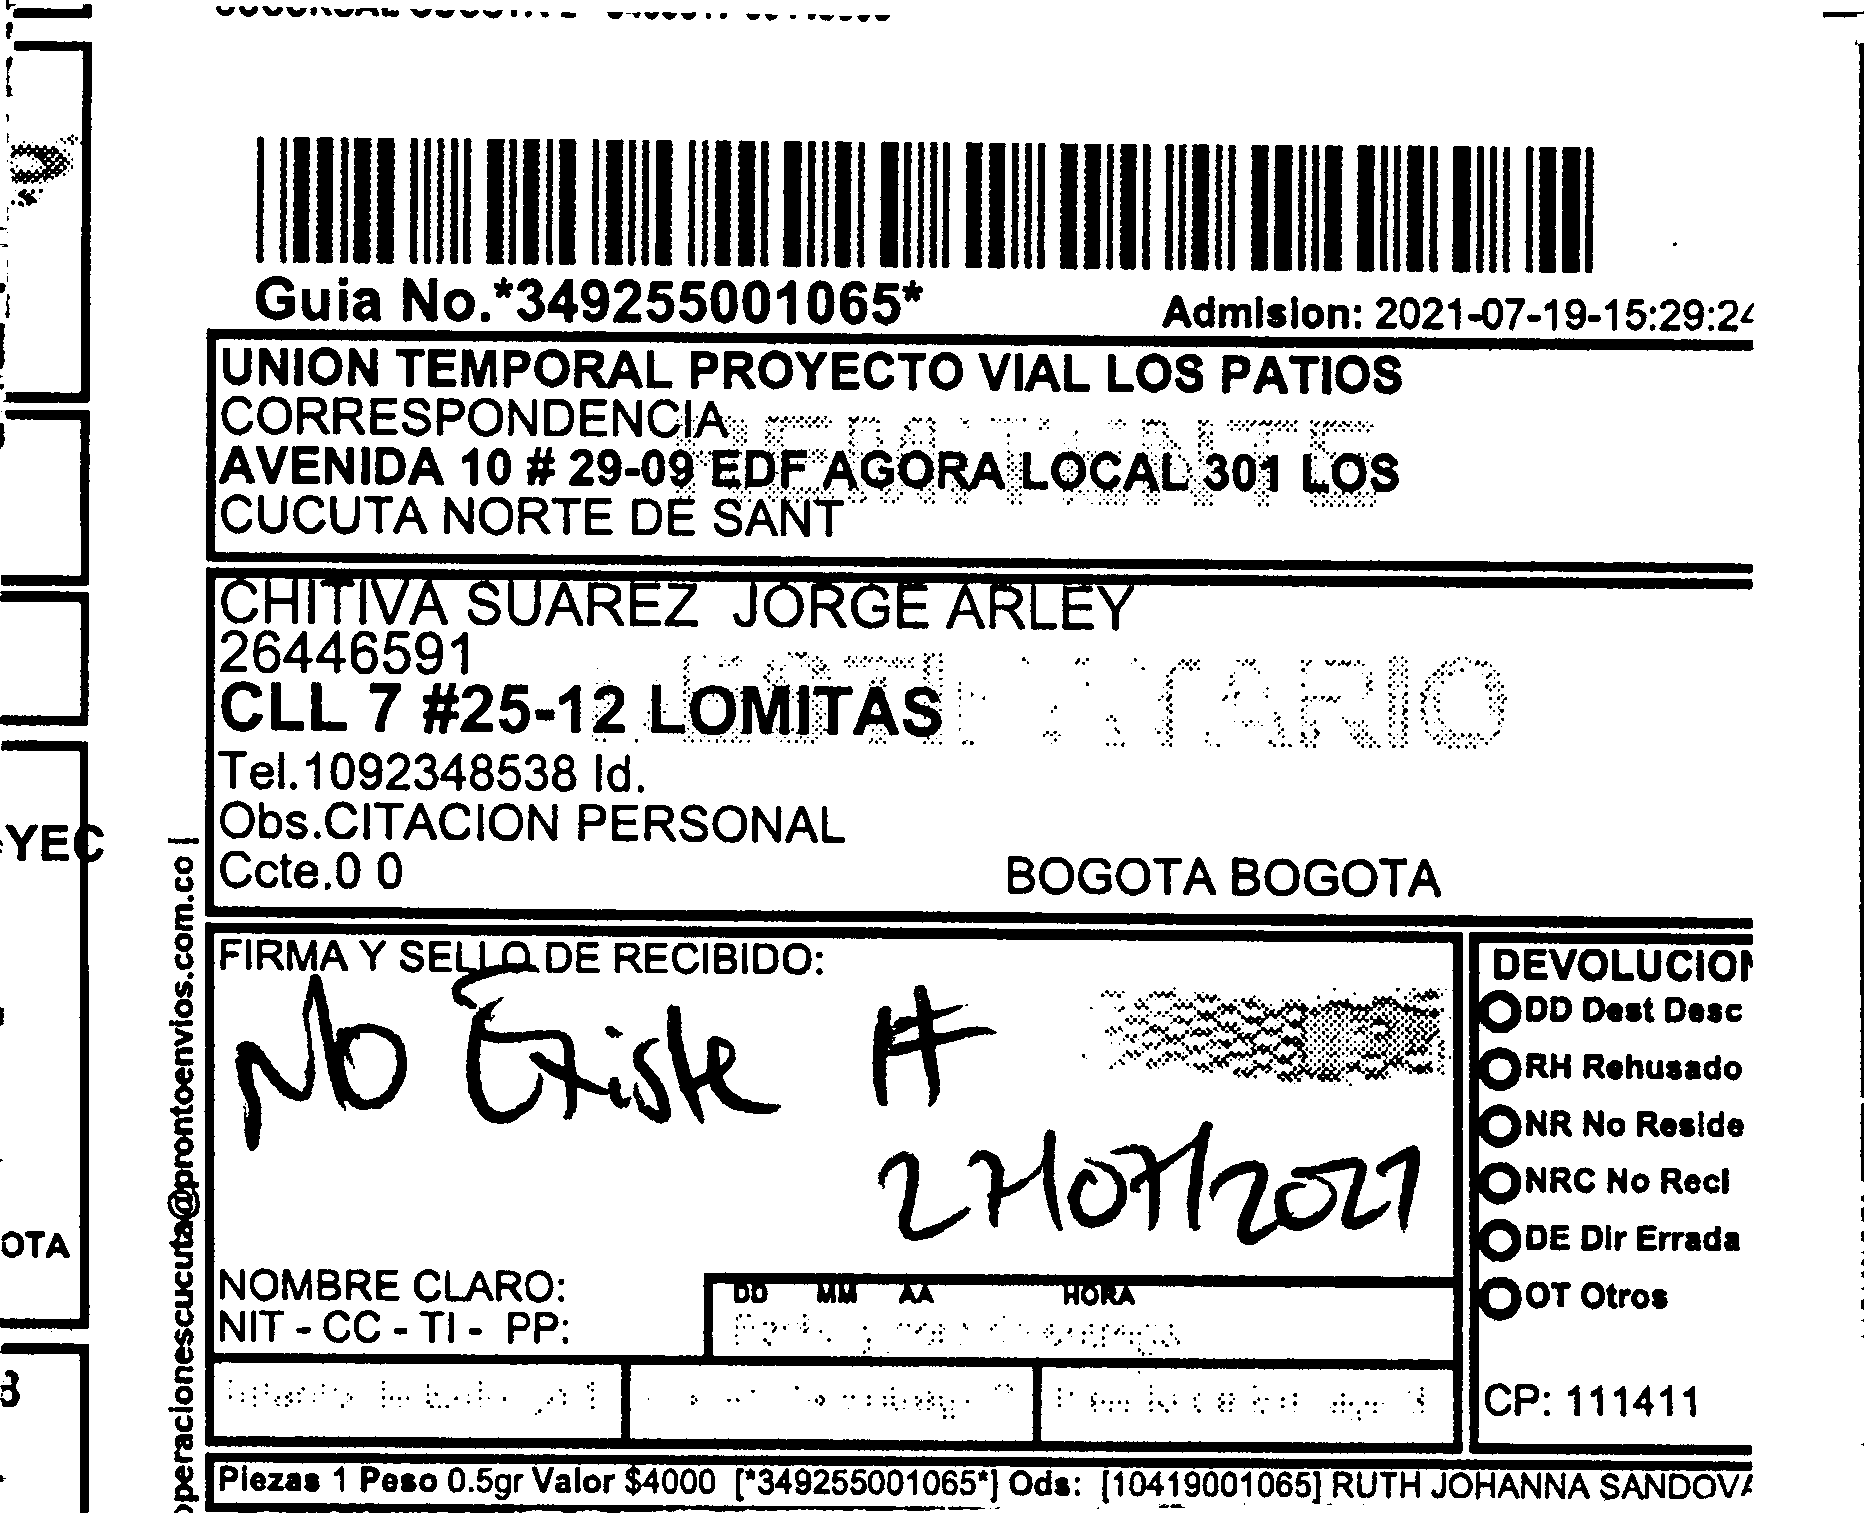 Guia No.*349255001065*
Admision: 2021-07-19-15:29:24
UNION TEMPORAL PROYECTO VIAL LOS PATIOS
CORRESPONDENCIA
REMITENTE
AVENIDA 10 # 29-09 EDF AGORA LOCAL 301 LOS
CUCUTA NORTE DE SANT
CHITIVA SUAREZ JORGE ARLEY
26446591
DESTINATARIO
CLL 7 #25-12 LOMITAS
Tel.1092348538 Id.
Obs.CITACION PERSONAL
Ccte.0 0
BOGOTA BOGOTA
FIRMA Y SELLO DE RECIBIDO:
No Existe #
27/07/2021
NOMBRE CLARO:
NIT - CC - TI - PP:
DD MM AA HORA
DEVOLUCION
DD Dest Desc
RH Rehusado
NR No Reside
NRC No Reci
DE Dir Errada
OT Otros
CP: 111411
Piezas 1 Peso 0.5gr Valor $4000 [*349255001065*] Ods: [10419001065] RUTH JOHANNA SANDOVA
operacionescucuta@prontoenvios.com.co |
YEC
OTA